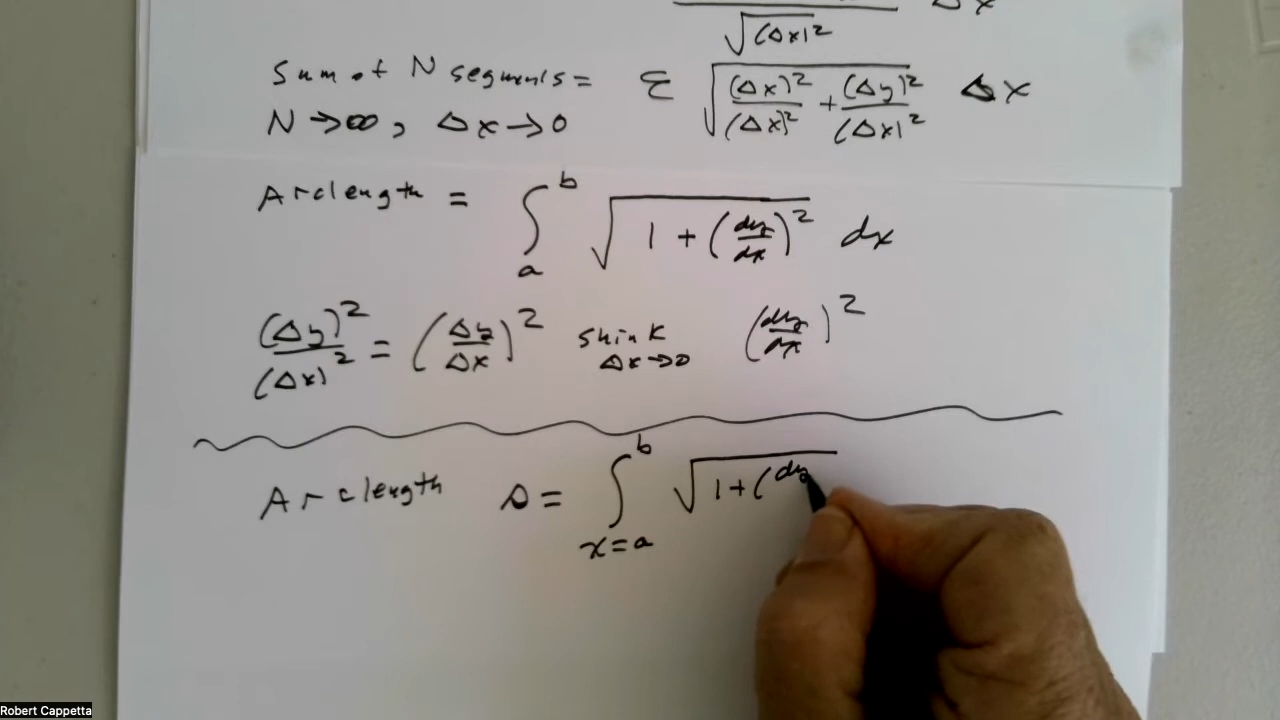 √(Δx)² Δx
Sum of N segments = Σ √((Δx)²/(Δx)² + (Δy)²/(Δx)²) Δx
N→∞, Δx→0
Arclength = ∫ₐᵇ √(1 + (dy/dx)²) dx
(Δy)²/(Δx)² = (Δy/Δx)² shink Δx→0 (dy/dx)²
Arclength s = ∫ₓ₌ₐᵇ √(1+(dy
Robert Cappetta